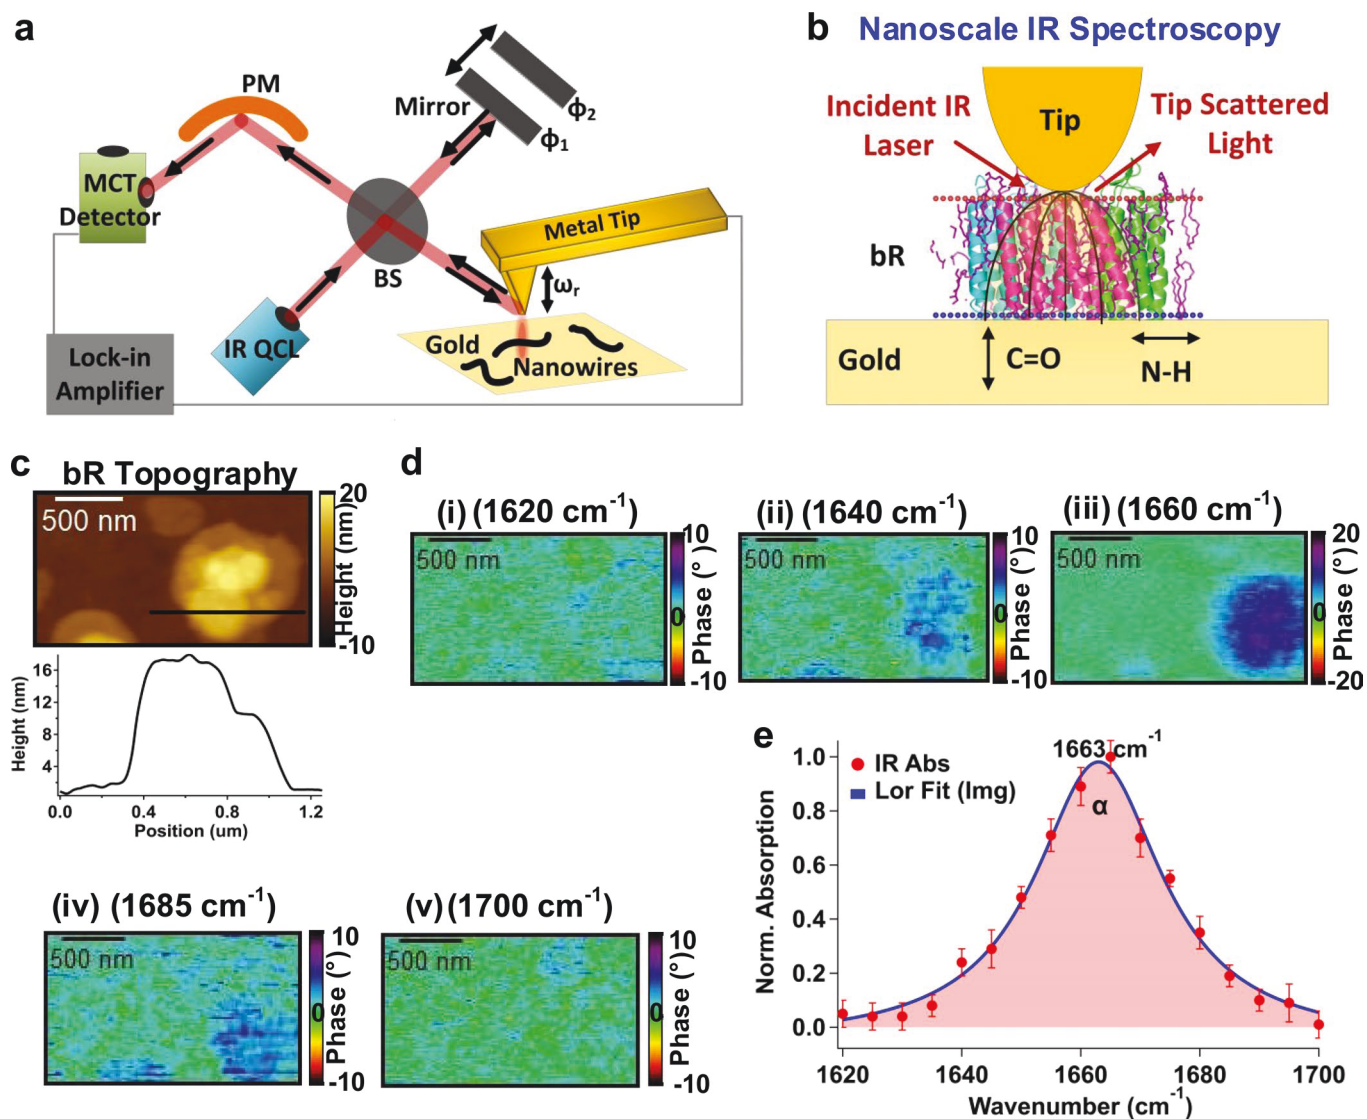 a
PM
Mirror
ϕ2
ϕ1
MCT
Detector
BS
Metal Tip
ωr
IR QCL
Gold
Nanowires
Lock-in
Amplifier
b Nanoscale IR Spectroscopy
Incident IR
Laser
Tip
Tip Scattered
Light
bR
Gold
C=O
N-H
c
bR Topography
500 nm
20
Height (nm)
-10
16
12
8
4
Height (nm)
0.0 0.4 0.8 1.2
Position (um)
d
(i) (1620 cm-1)
500 nm
10
0
-10
Phase (°)
(ii) (1640 cm-1)
500 nm
10
0
-10
Phase (°)
(iii) (1660 cm-1)
500 nm
20
0
-20
Phase (°)
(iv) (1685 cm-1)
500 nm
10
0
-10
Phase (°)
(v) (1700 cm-1)
500 nm
10
0
-10
Phase (°)
e
1663 cm-1
IR Abs
Lor Fit (Img)
α
1.0
0.8
0.6
0.4
0.2
0.0
Norm. Absorption
1620 1640 1660 1680 1700
Wavenumber (cm-1)